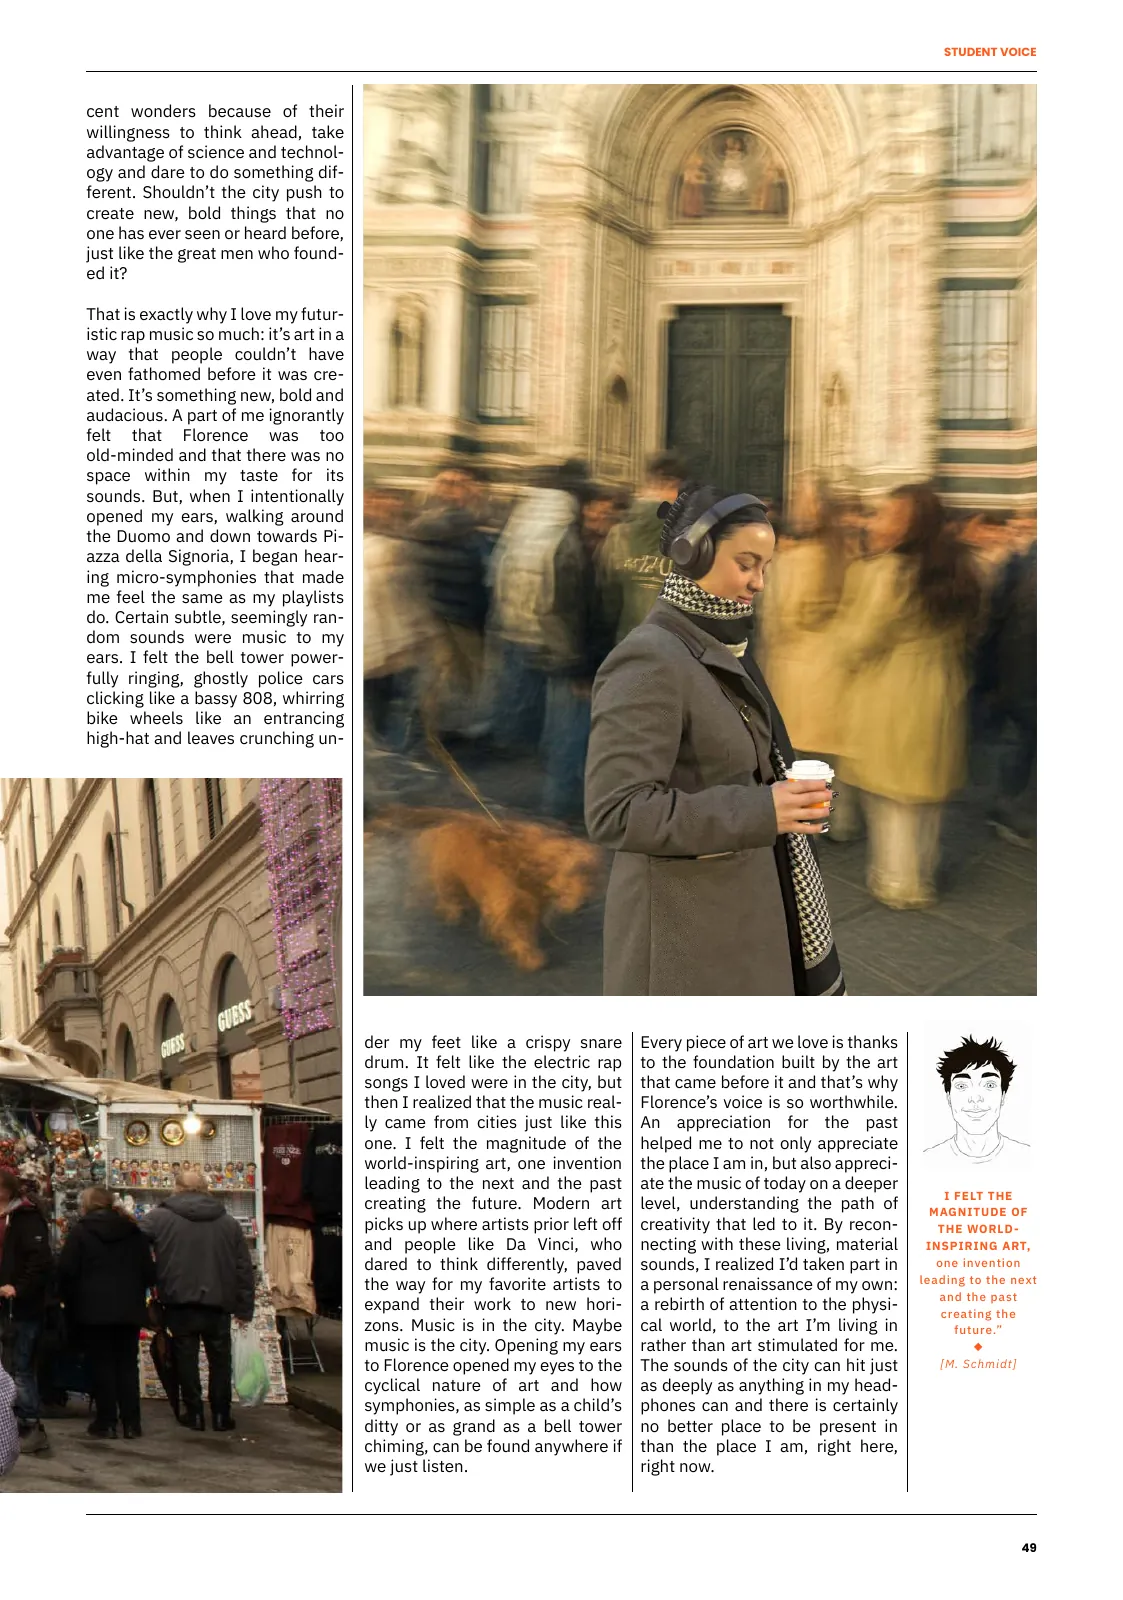 STUDENT VOICE
cent wonders because of their
willingness to think ahead, take
advantage of science and technol-
ogy and dare to do something dif-
ferent. Shouldn’t the city push to
create new, bold things that no
one has ever seen or heard before,
just like the great men who found-
ed it?
That is exactly why I love my futur-
istic rap music so much: it’s art in a
way that people couldn’t have
even fathomed before it was cre-
ated. It’s something new, bold and
audacious. A part of me ignorantly
felt that Florence was too
old-minded and that there was no
space within my taste for its
sounds. But, when I intentionally
opened my ears, walking around
the Duomo and down towards Pi-
azza della Signoria, I began hear-
ing micro-symphonies that made
me feel the same as my playlists
do. Certain subtle, seemingly ran-
dom sounds were music to my
ears. I felt the bell tower power-
fully ringing, ghostly police cars
clicking like a bassy 808, whirring
bike wheels like an entrancing
high-hat and leaves crunching un-
GUESS
GUESS
der my feet like a crispy snare
drum. It felt like the electric rap
songs I loved were in the city, but
then I realized that the music real-
ly came from cities just like this
one. I felt the magnitude of the
world-inspiring art, one invention
leading to the next and the past
creating the future. Modern art
picks up where artists prior left off
and people like Da Vinci, who
dared to think differently, paved
the way for my favorite artists to
expand their work to new hori-
zons. Music is in the city. Maybe
music is the city. Opening my ears
to Florence opened my eyes to the
cyclical nature of art and how
symphonies, as simple as a child’s
ditty or as grand as a bell tower
chiming, can be found anywhere if
we just listen.
Every piece of art we love is thanks
to the foundation built by the art
that came before it and that’s why
Florence’s voice is so worthwhile.
An appreciation for the past
helped me to not only appreciate
the place I am in, but also appreci-
ate the music of today on a deeper
level, understanding the path of
creativity that led to it. By recon-
necting with these living, material
sounds, I realized I’d taken part in
a personal renaissance of my own:
a rebirth of attention to the physi-
cal world, to the art I’m living in
rather than art stimulated for me.
The sounds of the city can hit just
as deeply as anything in my head-
phones can and there is certainly
no better place to be present in
than the place I am, right here,
right now.
I FELT THE
MAGNITUDE OF
THE WORLD-
INSPIRING ART,
one invention
leading to the next
and the past
creating the
future.”
[M. Schmidt]
49